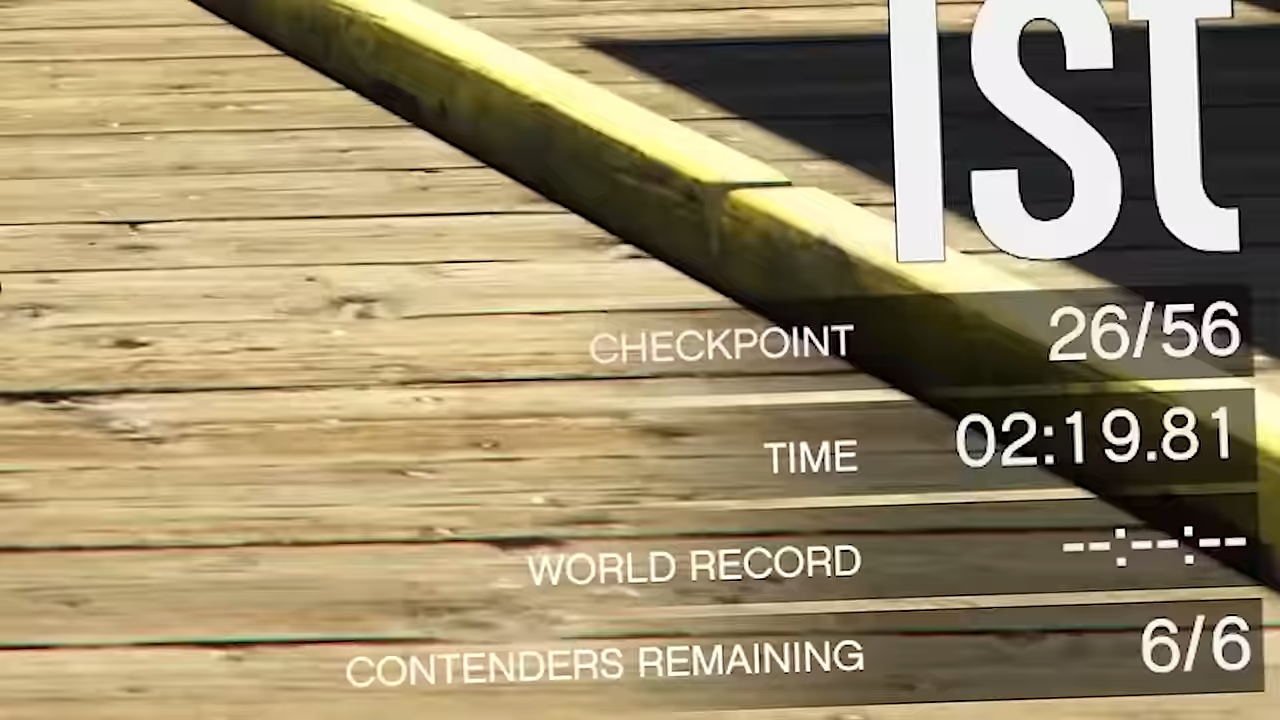 1st
CHECKPOINT 26/56
TIME 02:19.81
WORLD RECORD --:--:--
CONTENDERS REMAINING 6/6